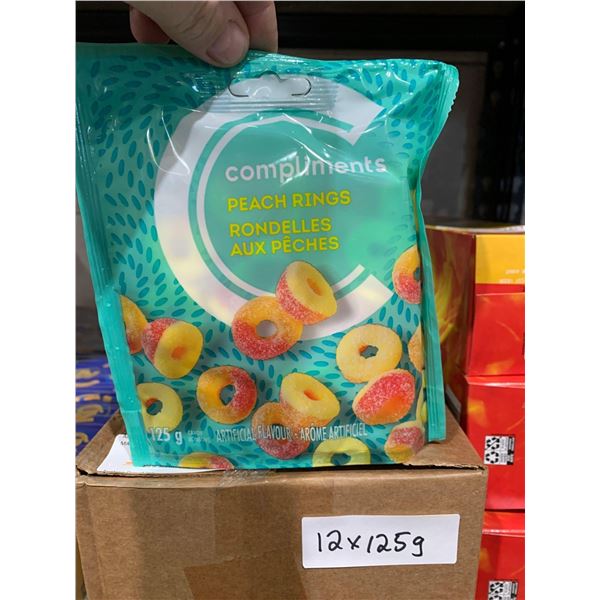 compliments
PEACH RINGS
RONDELLES
AUX PÊCHES
125 g
ARTIFICIAL FLAVOUR - ARÔME ARTIFICIEL
12x125g